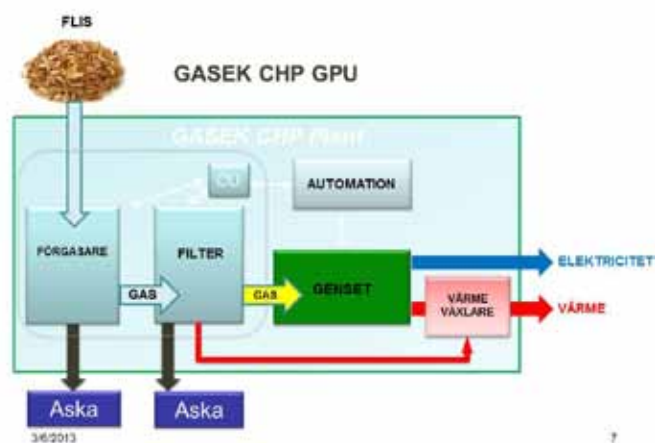 FLIS
GASEK CHP GPU
GASEK CHP Plant
CU
AUTOMATION
FÖRGASARE
FILTER
GAS
GAS
GENSET
ELEKTRICITET
VÄRME
VÄXLARE
VÄRME
Aska
Aska
3/6/2013
7